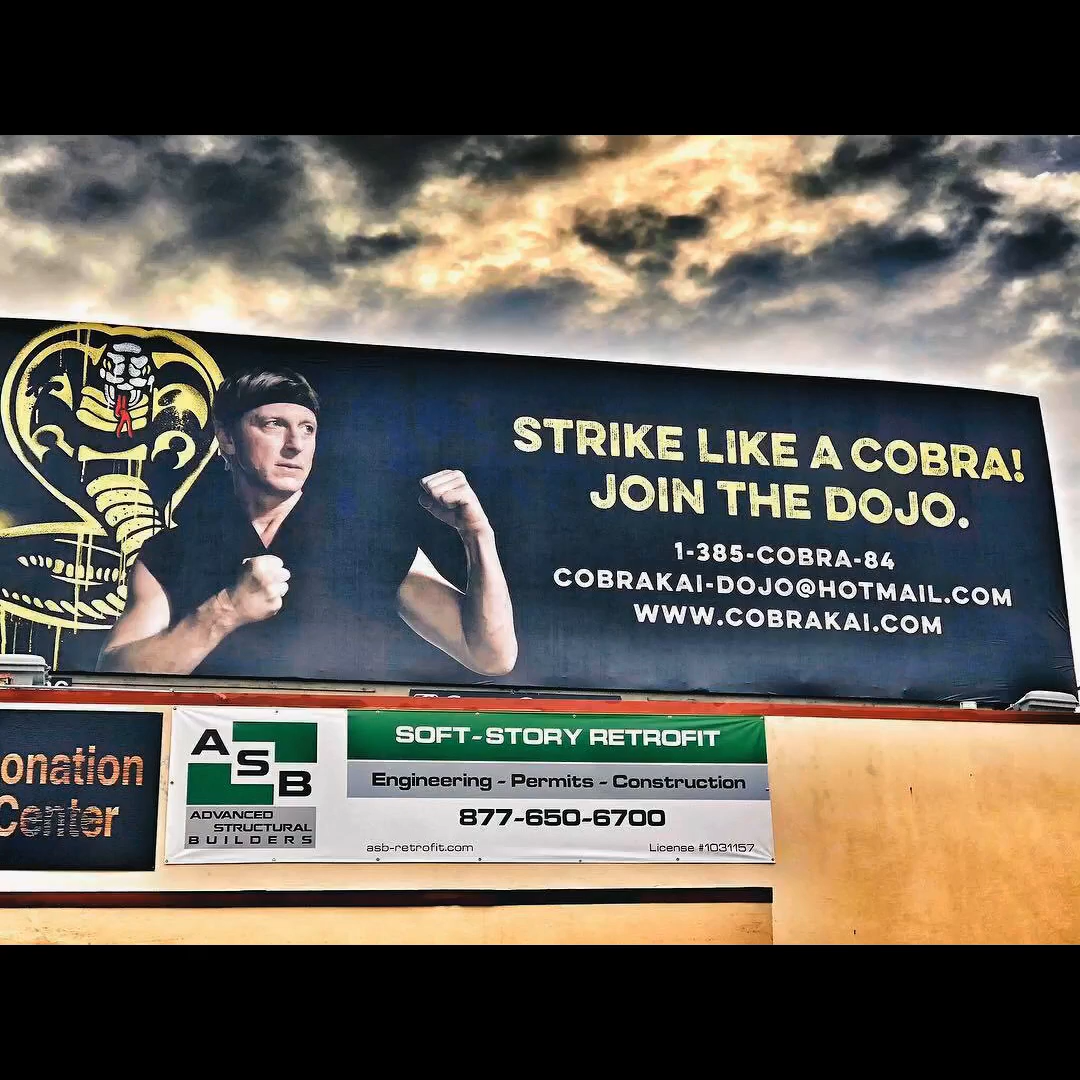 STRIKE LIKE A COBRA!
JOIN THE DOJO.
1-385-COBRA-84
COBRAKAI-DOJO@HOTMAIL.COM
WWW.COBRAKAI.COM
onation
Center
ASB
ADVANCED
STRUCTURAL
BUILDERS
SOFT-STORY RETROFIT
Engineering - Permits - Construction
877-650-6700
asb-retrofit.com
License #1031157